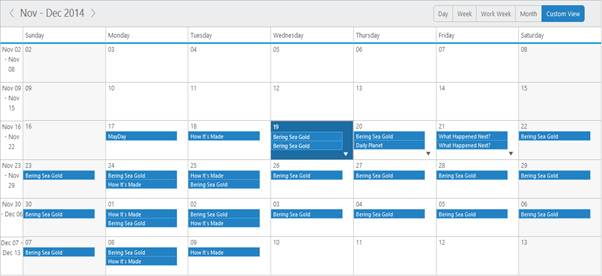 Nov - Dec 2014 Day Week Work Week Month Custom View
Sunday Monday Tuesday Wednesday Thursday Friday Saturday
Nov 02 - Nov 08
02 03 04 05 06 07 08
Nov 09 - Nov 15
09 10 11 12 13 14 15
Nov 16 - Nov 22
16 17 18 19 20 21 22
MayDay How It's Made Bering Sea Gold Bering Sea Gold What Happened Next? Bering Sea Gold
Bering Sea Gold Daily Planet What Happened Next?
Nov 23 - Nov 29
23 24 25 26 27 28 29
Bering Sea Gold Bering Sea Gold How It's Made Bering Sea Gold Bering Sea Gold Bering Sea Gold Bering Sea Gold
How It's Made Bering Sea Gold
Nov 30 - Dec 06
30 01 02 03 04 05 06
Bering Sea Gold How It's Made How It's Made Bering Sea Gold Bering Sea Gold Bering Sea Gold Bering Sea Gold
Bering Sea Gold Bering Sea Gold
Dec 07 - Dec 13
07 08 09 10 11 12 13
Bering Sea Gold Bering Sea Gold How It's Made
How It's Made